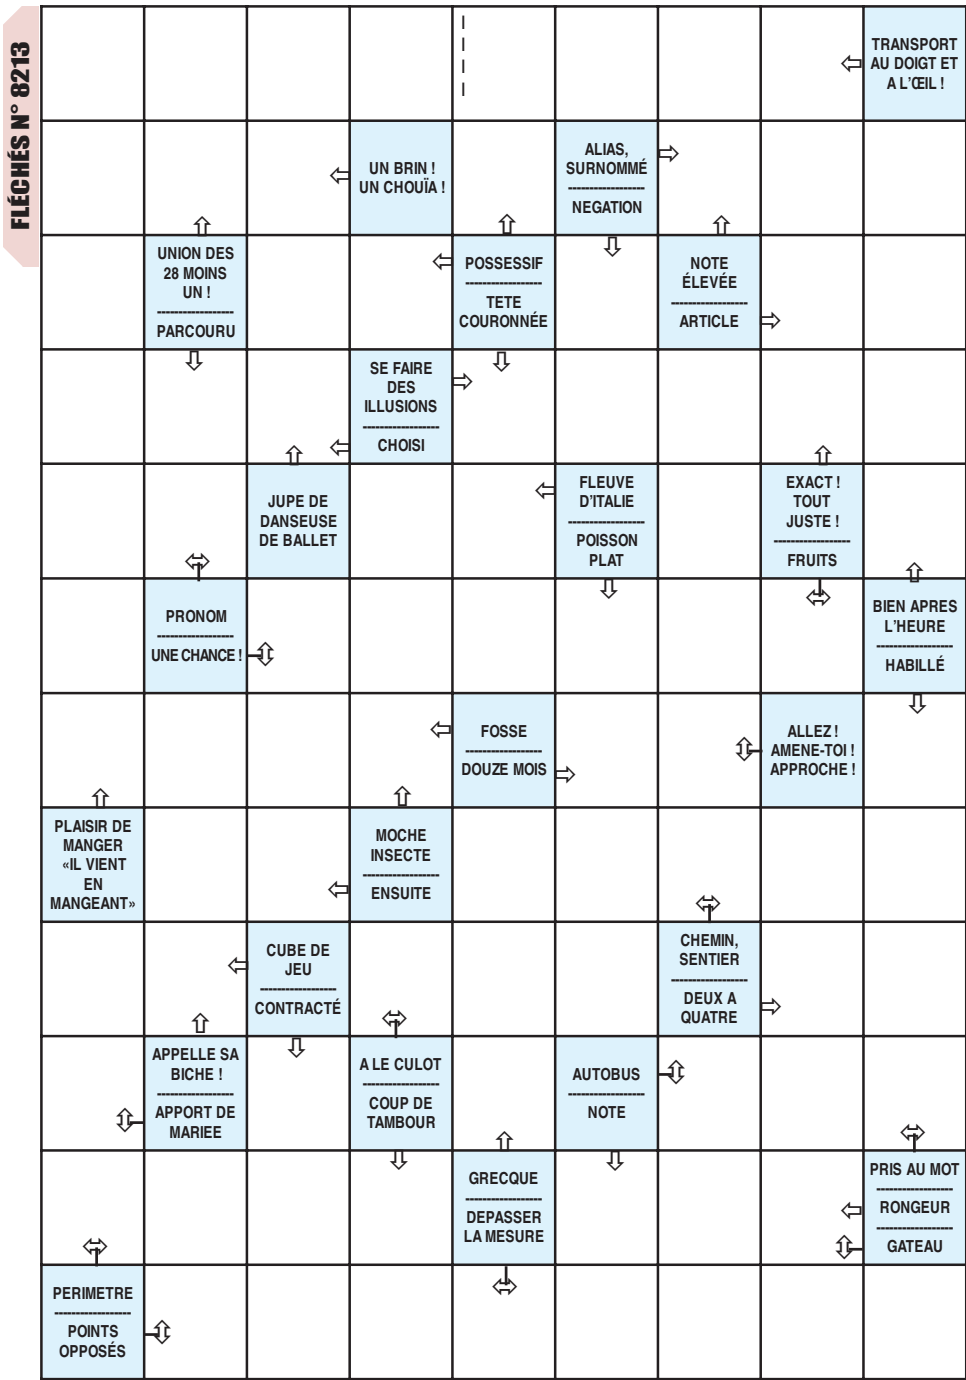 FLÉCHÉS N° 8213
TRANSPORT
AU DOIGT ET
A L'ŒIL !
UN BRIN !
UN CHOUÏA !
ALIAS,
SURNOMMÉ
NEGATION
UNION DES
28 MOINS
UN !
PARCOURU
POSSESSIF
TETE
COURONNÉE
NOTE
ÉLEVÉE
ARTICLE
SE FAIRE
DES
ILLUSIONS
CHOISI
JUPE DE
DANSEUSE
DE BALLET
FLEUVE
D'ITALIE
POISSON
PLAT
EXACT !
TOUT
JUSTE !
FRUITS
PRONOM
UNE CHANCE !
BIEN APRES
L'HEURE
HABILLÉ
FOSSE
DOUZE MOIS
ALLEZ !
AMENE-TOI !
APPROCHE !
PLAISIR DE
MANGER
«IL VIENT
EN
MANGEANT»
MOCHE
INSECTE
ENSUITE
CUBE DE
JEU
CONTRACTÉ
CHEMIN,
SENTIER
DEUX A
QUATRE
APPELLE SA
BICHE !
APPORT DE
MARIEE
A LE CULOT
COUP DE
TAMBOUR
AUTOBUS
NOTE
GRECQUE
DEPASSER
LA MESURE
PRIS AU MOT
RONGEUR
GATEAU
PERIMETRE
POINTS
OPPOSÉS